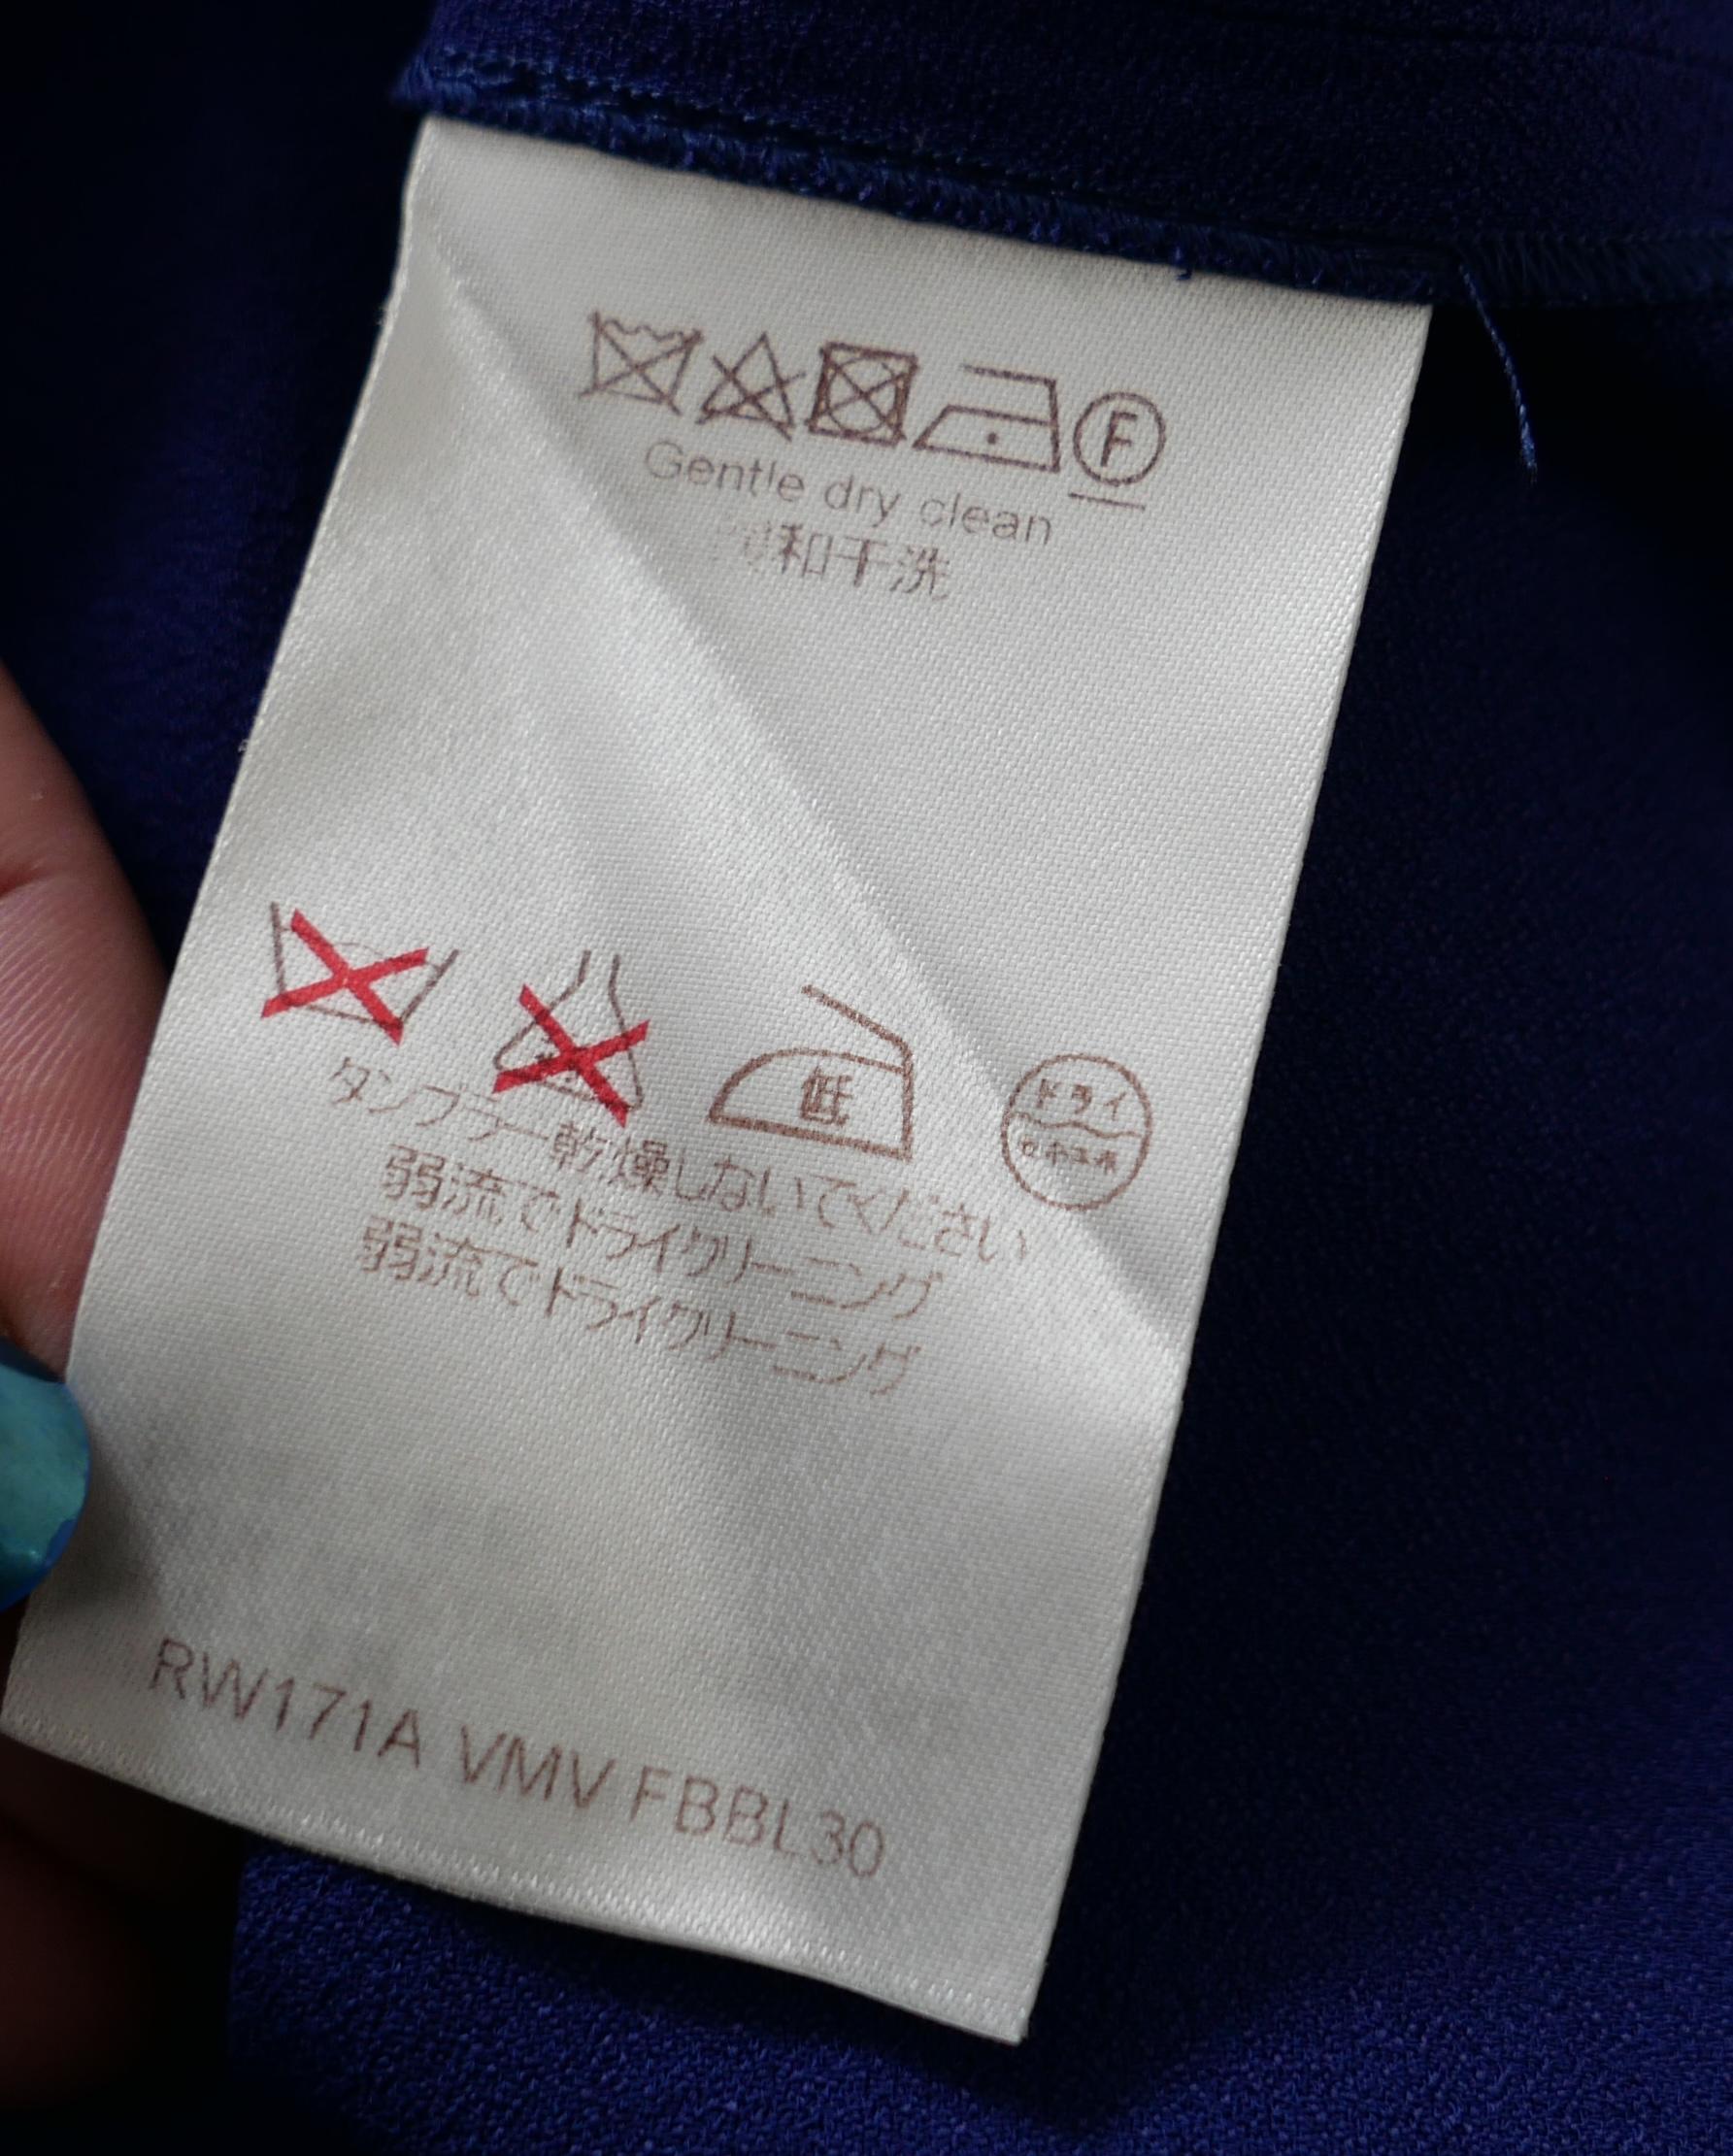 F
Gentle dry clean
和干洗
低
ドライ
タンブラー乾燥しないでください
弱流でドライクリーニング
弱流でドライクリーニング
RW171A VMV FBBL30